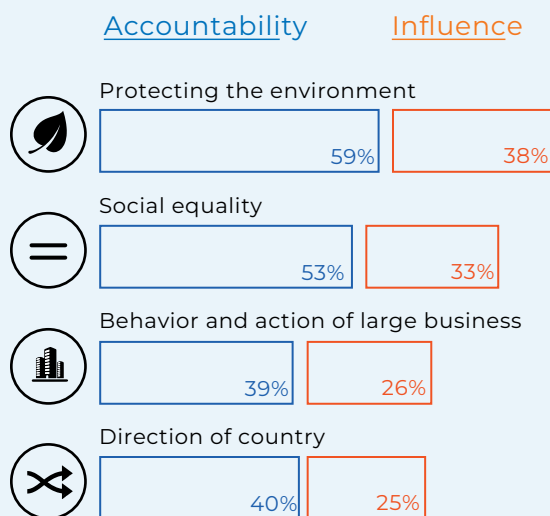 Accountability Influence
Protecting the environment
59% 38%
Social equality
53% 33%
Behavior and action of large business
39% 26%
Direction of country
40% 25%